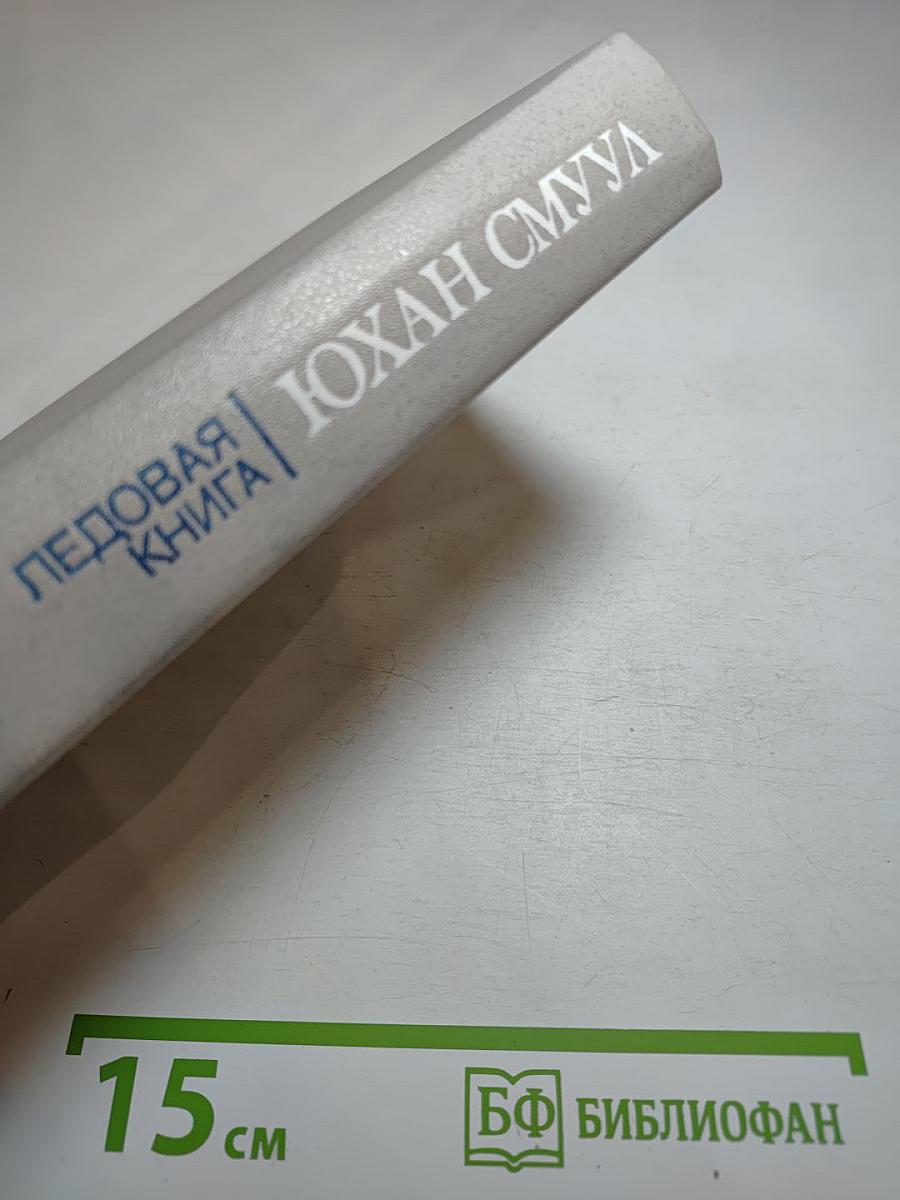 ЮХАН СМУУЛ
ЛЕДОВАЯ
КНИГА
15 см
БФ БИБЛИОФАН